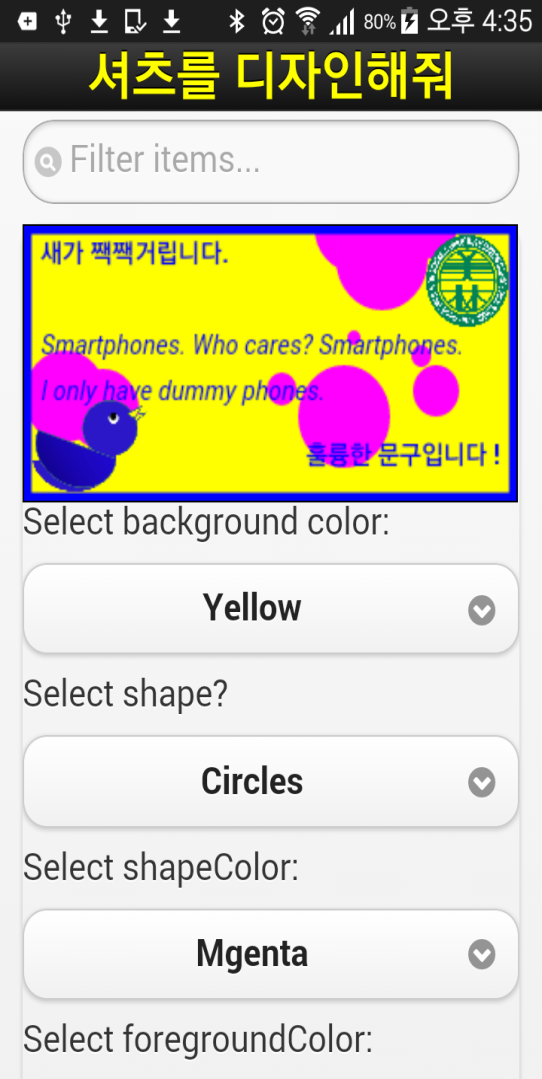 80% 오후 4:35
셔츠를 디자인해줘
Filter items...
새가 짹짹거립니다.
Smartphones. Who cares? Smartphones.
I only have dummy phones.
훌륭한 문구입니다 !
Select background color:
Yellow
Select shape?
Circles
Select shapeColor:
Mgenta
Select foregroundColor: